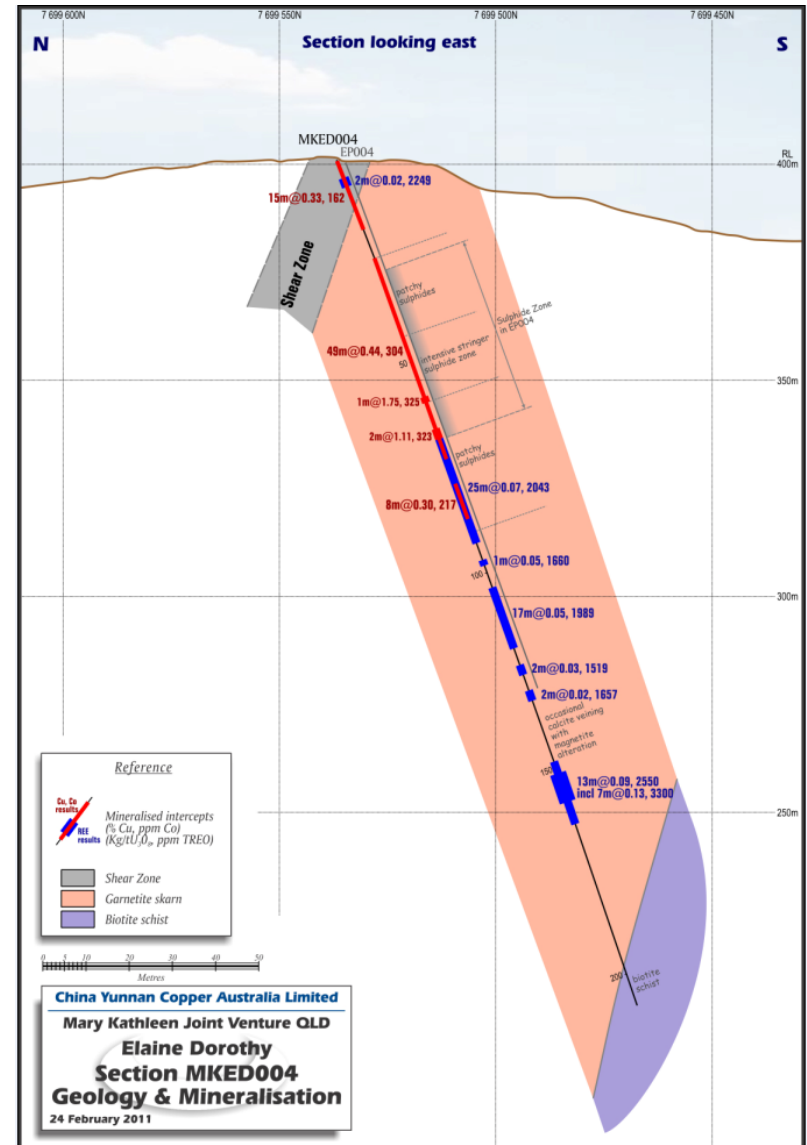 7 699 600N
7 699 550N
7 699 500N
7 699 450N
N
Section looking east
S
MKED004
EP004
RL
400m
2m@0.02, 2249
15m@0.33, 162
Shear Zone
patchy
sulphides
Sulphide Zone
in EP004
49m@0.44, 304
intensive stringer
sulphide zone
50
350m
1m@1.75, 325
2m@1.11, 323
patchy
sulphides
25m@0.07, 2043
8m@0.30, 217
1m@0.05, 1660
100
300m
17m@0.05, 1989
2m@0.03, 1519
2m@0.02, 1657
occasional
calcite veining
with
magnetite
alteration
150
13m@0.09, 2550
incl 7m@0.13, 3300
250m
200
biotite
schist
Reference
Cu, Co
results
REE
results
Mineralised intercepts
(% Cu, ppm Co)
(Kg/tU₃O₈, ppm TREO)
Shear Zone
Garnetite skarn
Biotite schist
0 5 10 20 30 40 50
Metres
China Yunnan Copper Australia Limited
Mary Kathleen Joint Venture QLD
Elaine Dorothy
Section MKED004
Geology & Mineralisation
24 February 2011